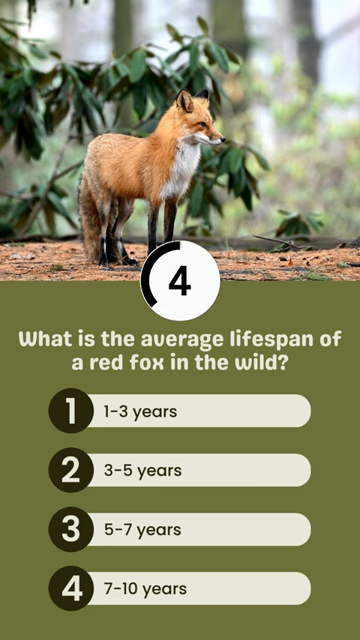 4
What is the average lifespan of
a red fox in the wild?
1 1-3 years
2 3-5 years
3 5-7 years
4 7-10 years